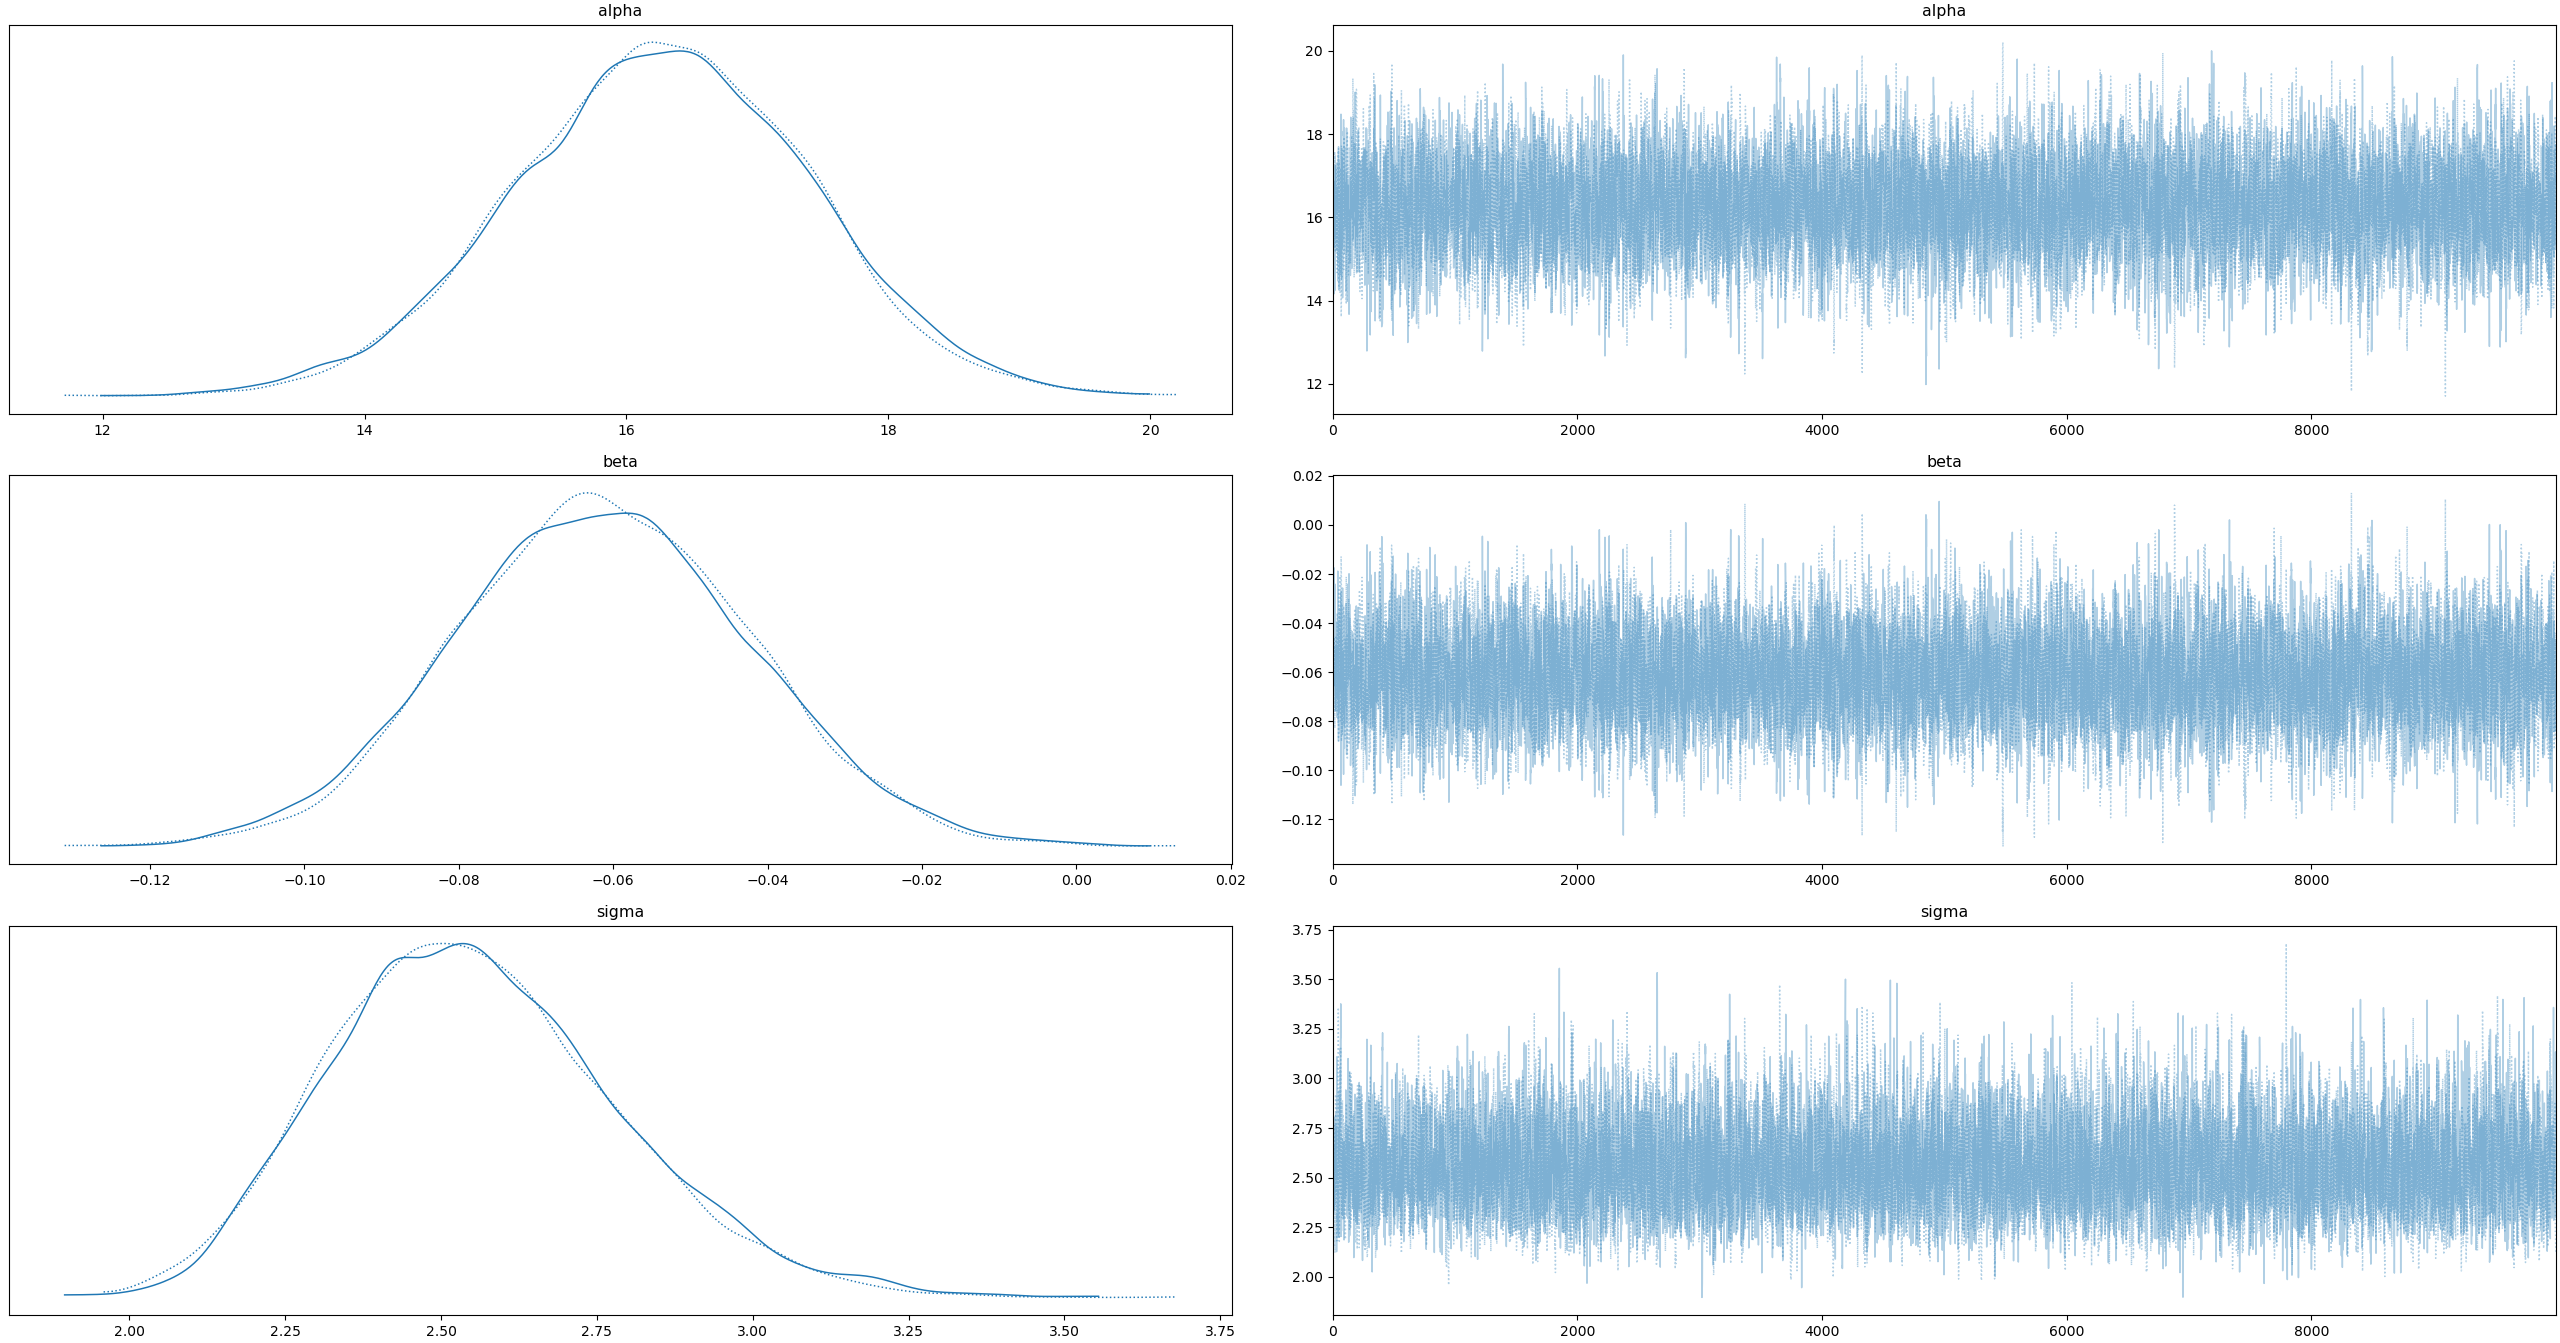 alpha
12 14 16 18 20
alpha
20
18
16
14
12
0 2000 4000 6000 8000
beta
−0.12 −0.10 −0.08 −0.06 −0.04 −0.02 0.00 0.02
beta
0.02
0.00
−0.02
−0.04
−0.06
−0.08
−0.10
−0.12
0 2000 4000 6000 8000
sigma
2.00 2.25 2.50 2.75 3.00 3.25 3.50 3.75
sigma
3.75
3.50
3.25
3.00
2.75
2.50
2.25
2.00
0 2000 4000 6000 8000